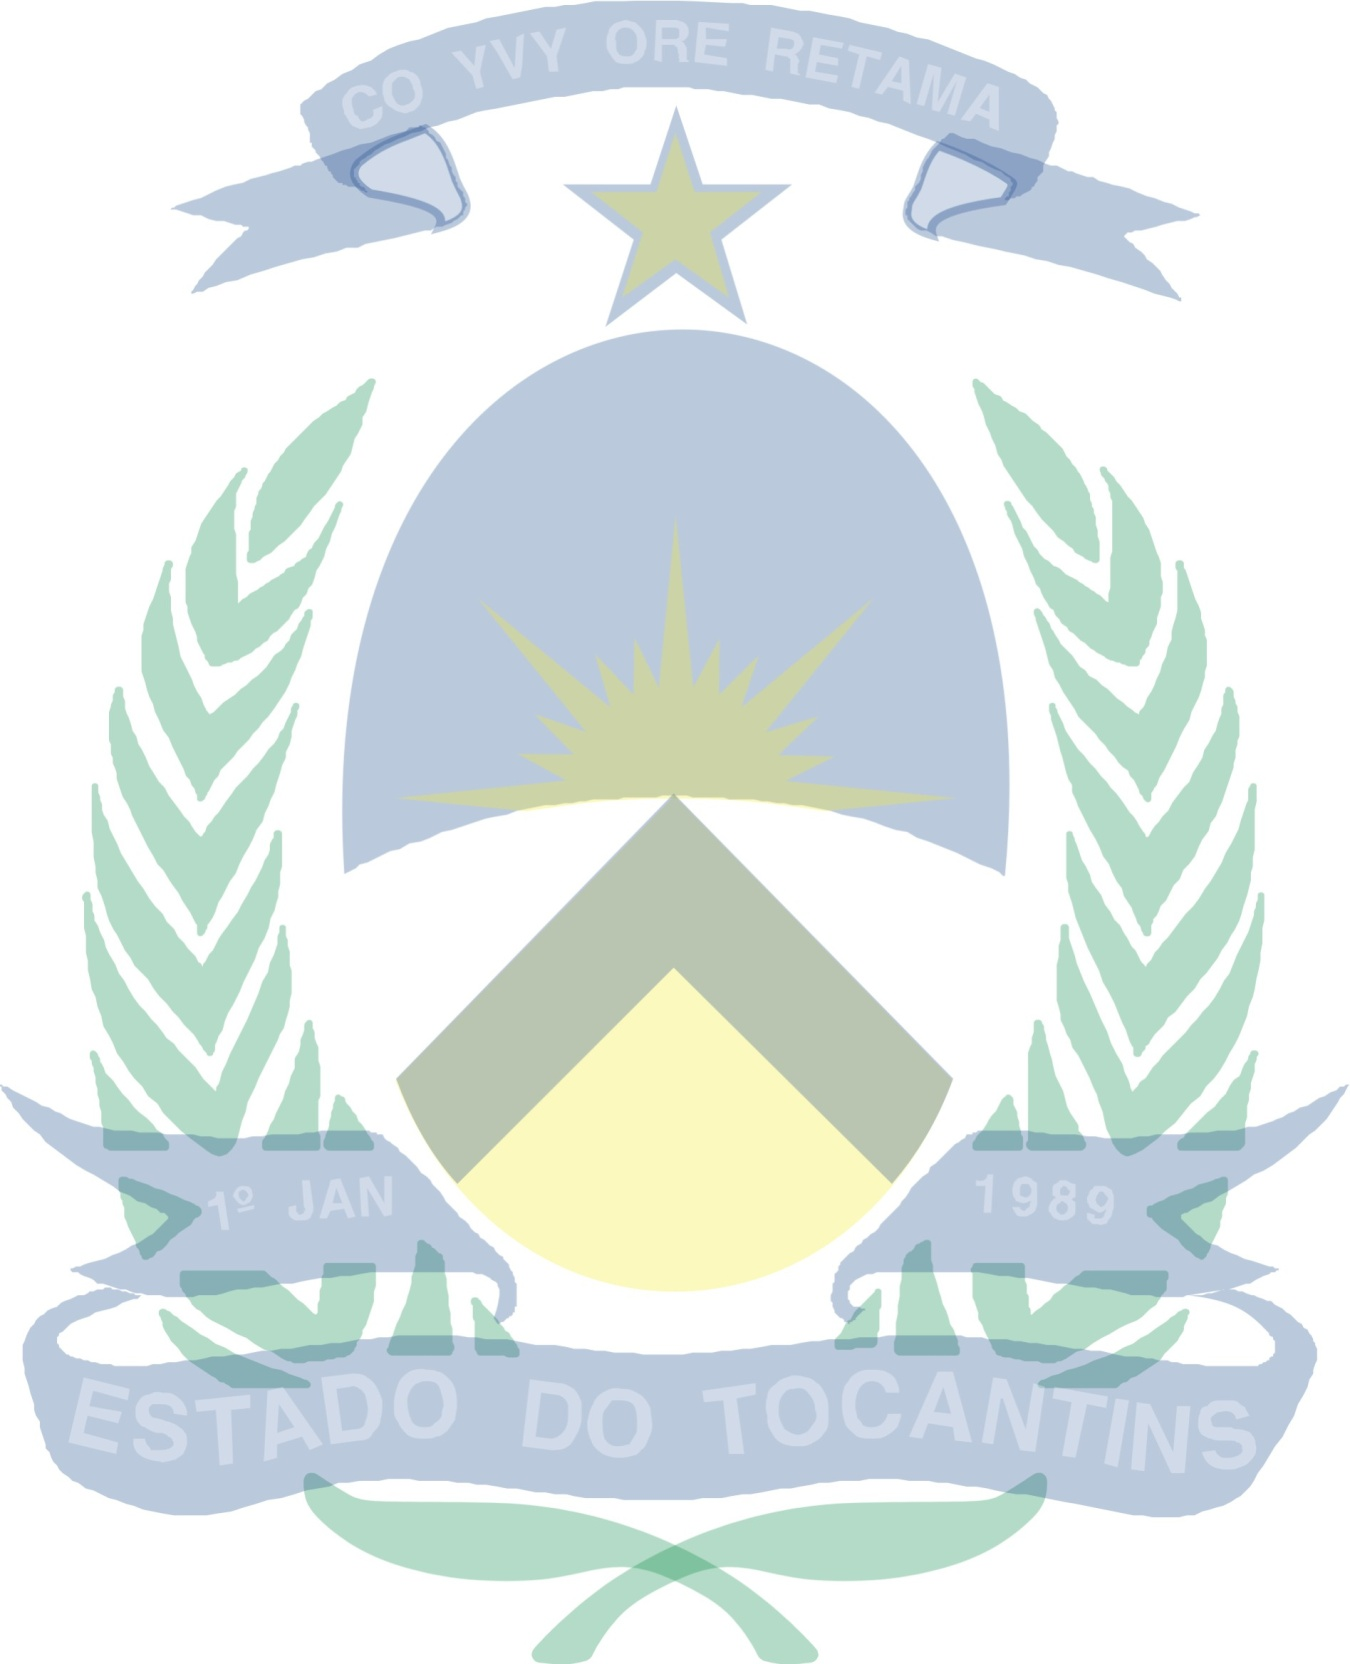 CO YVY ORE RETAMA
1º JAN 1989
ESTADO DO TOCANTINS